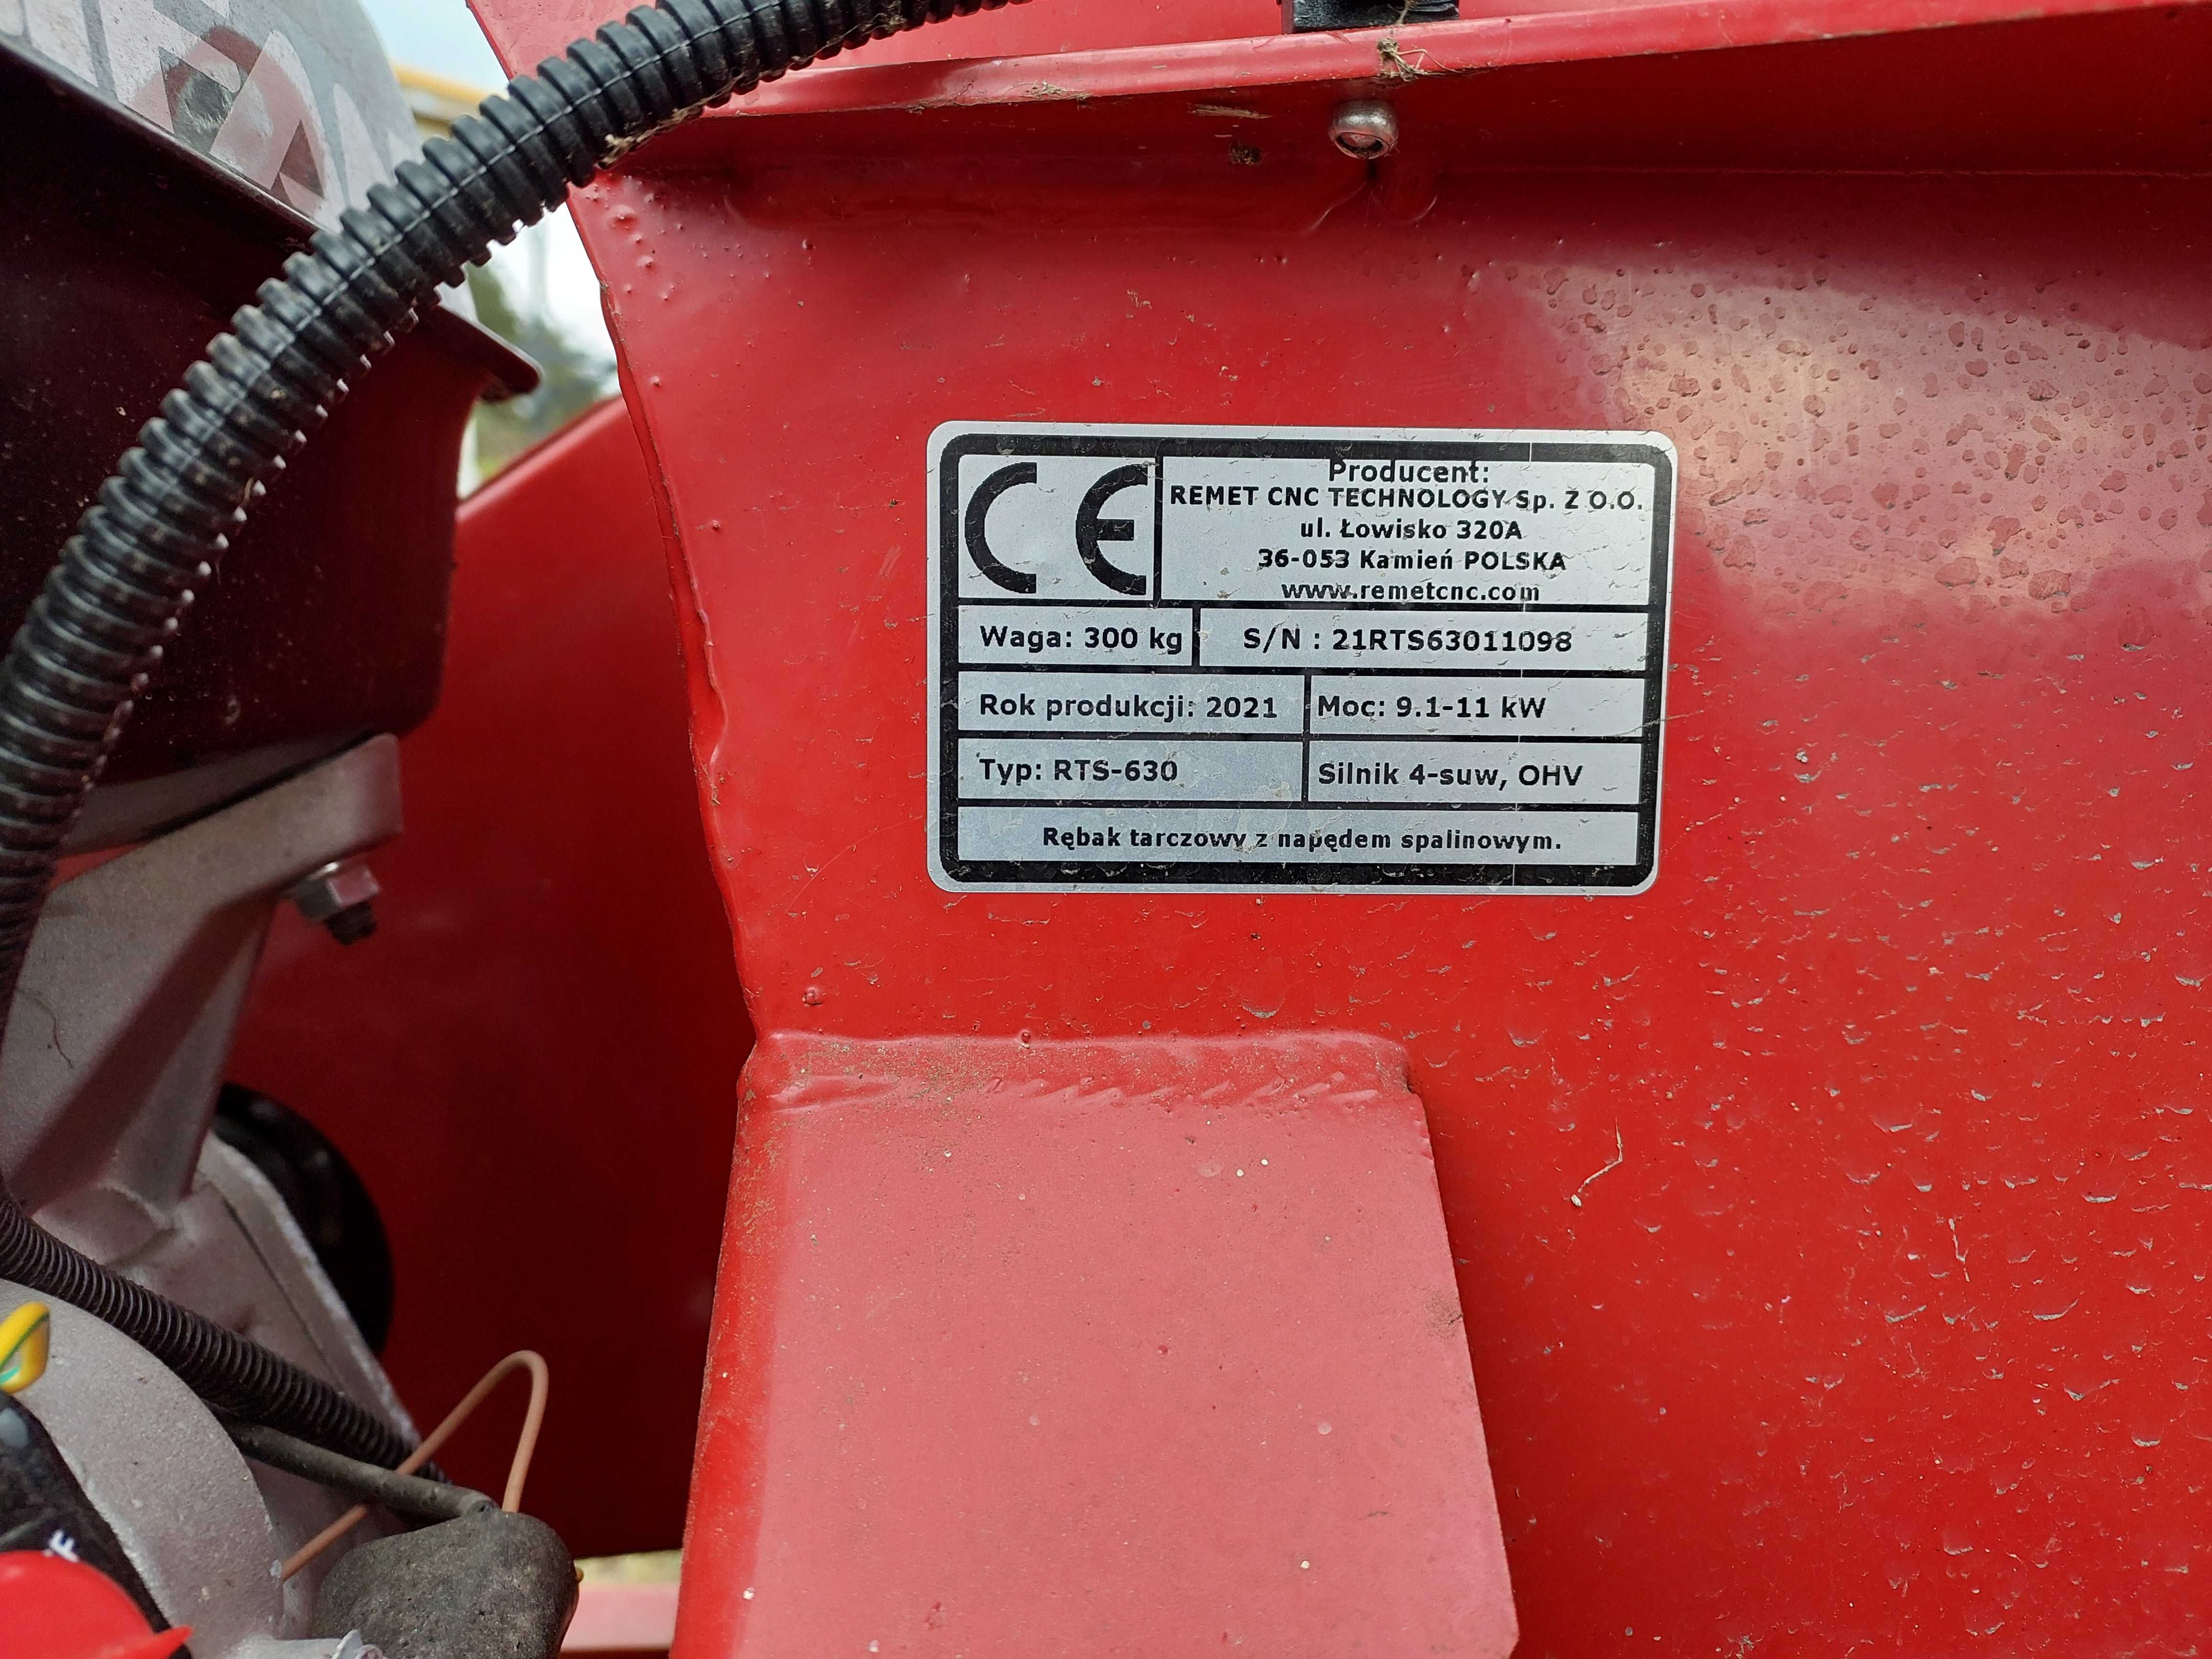 CE
Producent:
REMET CNC TECHNOLOGY Sp. Z O.O.
ul. Łowisko 320A
36-053 Kamień POLSKA
www.remetcnc.com
Waga: 300 kg
S/N : 21RTS63011098
Rok produkcji: 2021
Moc: 9.1-11 kW
Typ: RTS-630
Silnik 4-suw, OHV
Rębak tarczowy z napędem spalinowym.